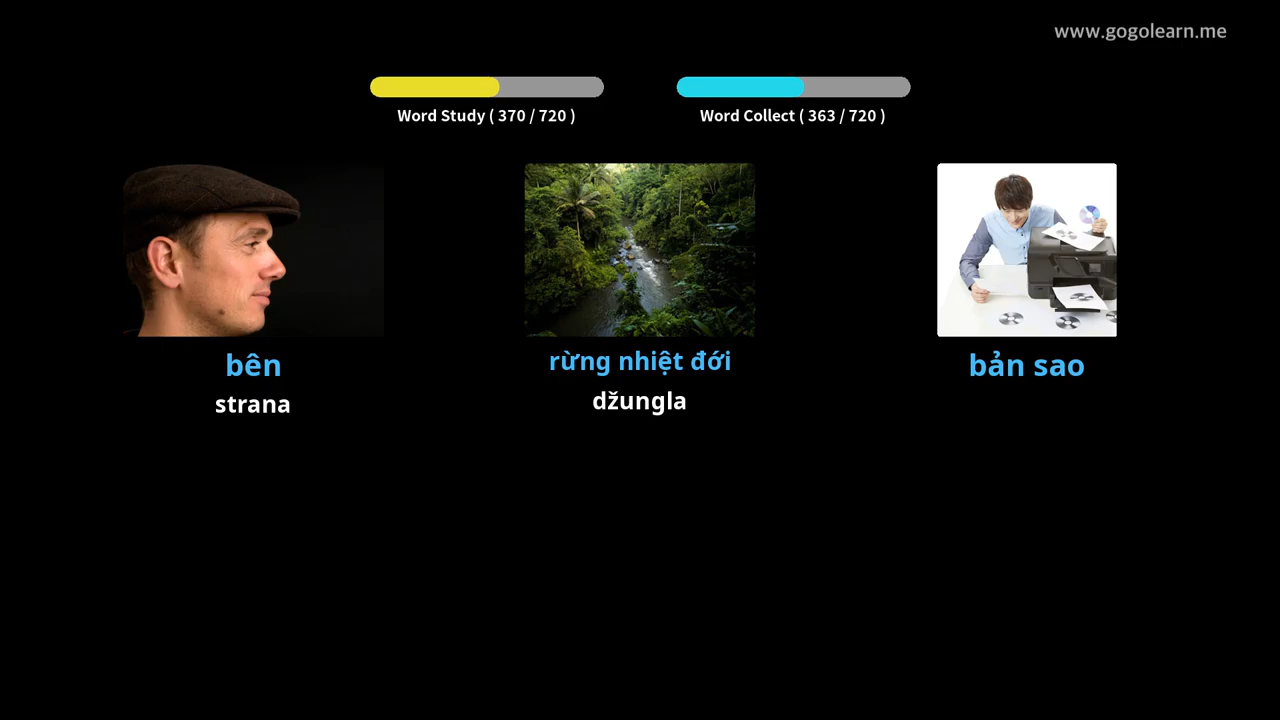 www.gogolearn.me
Word Study ( 370 / 720 )
Word Collect ( 363 / 720 )
bên
strana
rừng nhiệt đới
džungla
bản sao